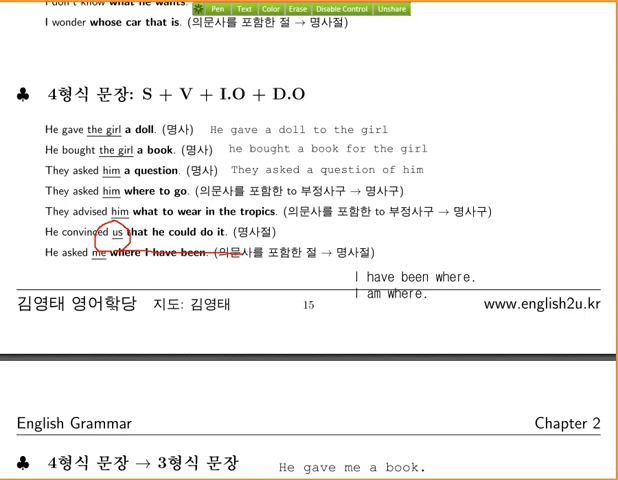 I don't know what he wants.
Pen Text Color Erase Disable Control Unshare
I wonder whose car that is. (의문사를 포함한 절 → 명사절)
♣ 4형식 문장: S + V + I.O + D.O
He gave the girl a doll. (명사) He gave a doll to the girl
He bought the girl a book. (명사) he bought a book for the girl
They asked him a question. (명사) They asked a question of him
They asked him where to go. (의문사를 포함한 to 부정사구 → 명사구)
They advised him what to wear in the tropics. (의문사를 포함한 to 부정사구 → 명사구)
He convinced us that he could do it. (명사절)
He asked me where I have been. (의문사를 포함한 절 → 명사절)
I have been where.
I am where.
김영태 영어학당 지도: 김영태 15 www.english2u.kr
English Grammar Chapter 2
♣ 4형식 문장 → 3형식 문장 He gave me a book.